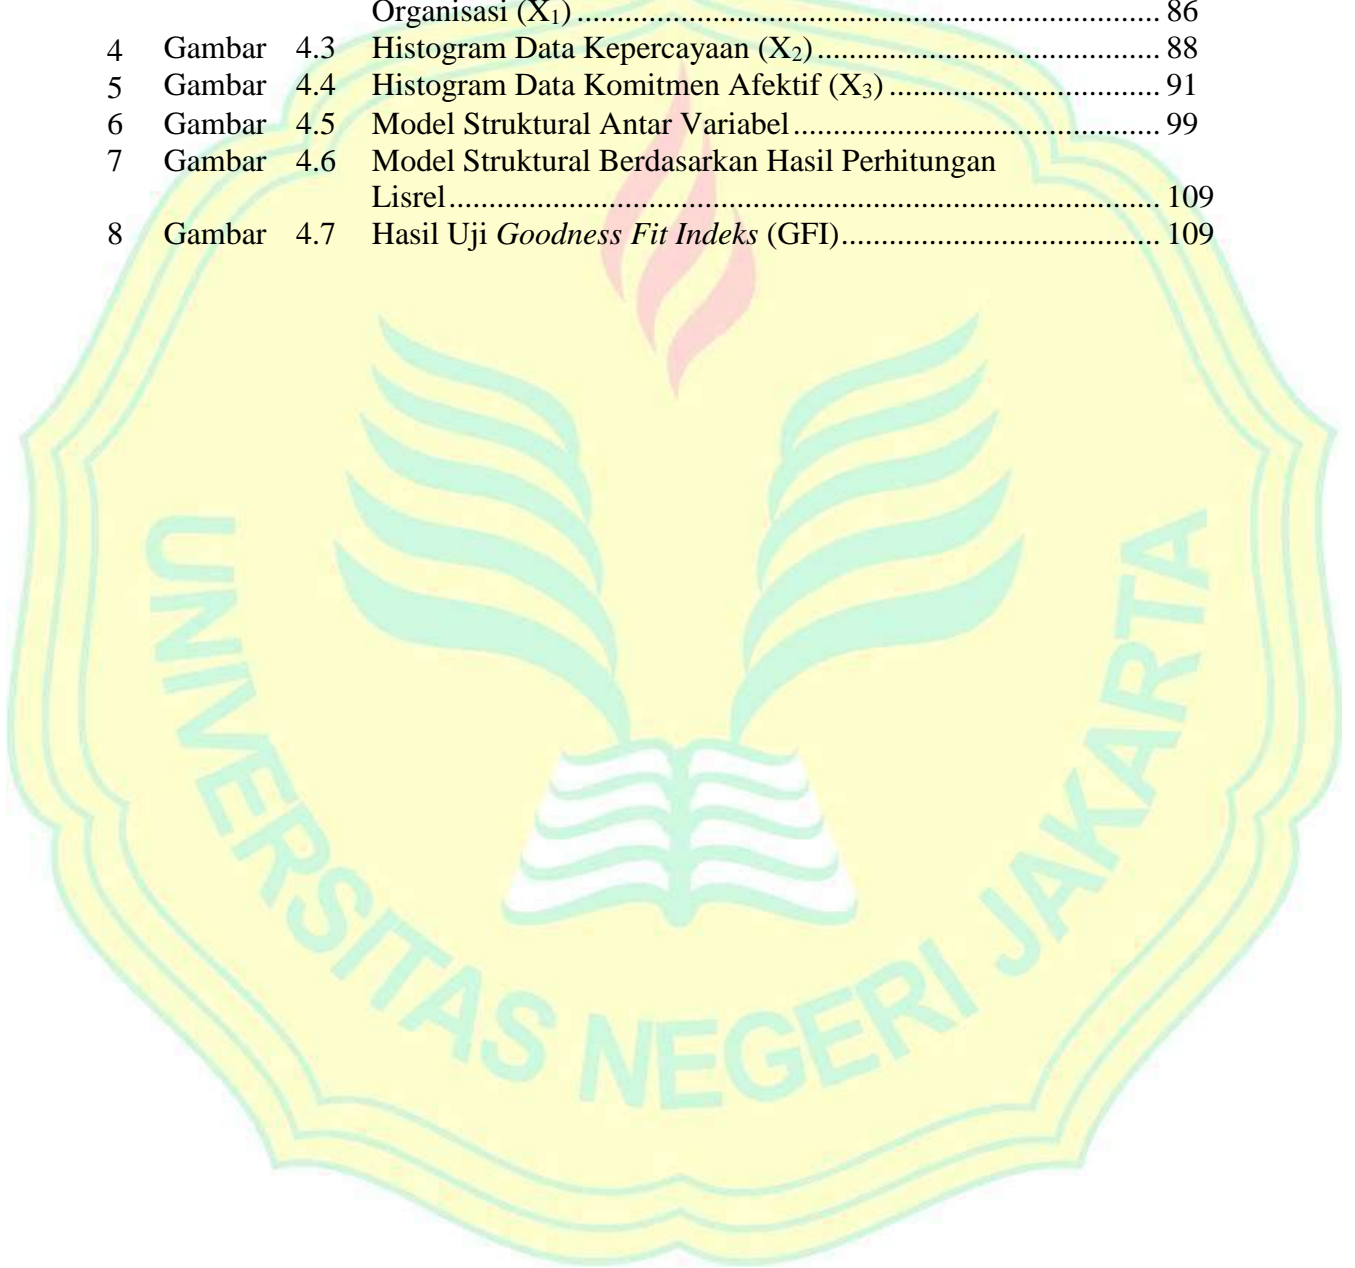 Organisasi (X₁) ........................................................................ 86
4 Gambar 4.3 Histogram Data Kepercayaan (X₂) .......................................... 88
5 Gambar 4.4 Histogram Data Komitmen Afektif (X₃) ................................. 91
6 Gambar 4.5 Model Struktural Antar Variabel ............................................. 99
7 Gambar 4.6 Model Struktural Berdasarkan Hasil Perhitungan
Lisrel ........................................................................................ 109
8 Gambar 4.7 Hasil Uji Goodness Fit Indeks (GFI) ....................................... 109
UNIVERSITAS NEGERI JAKARTA